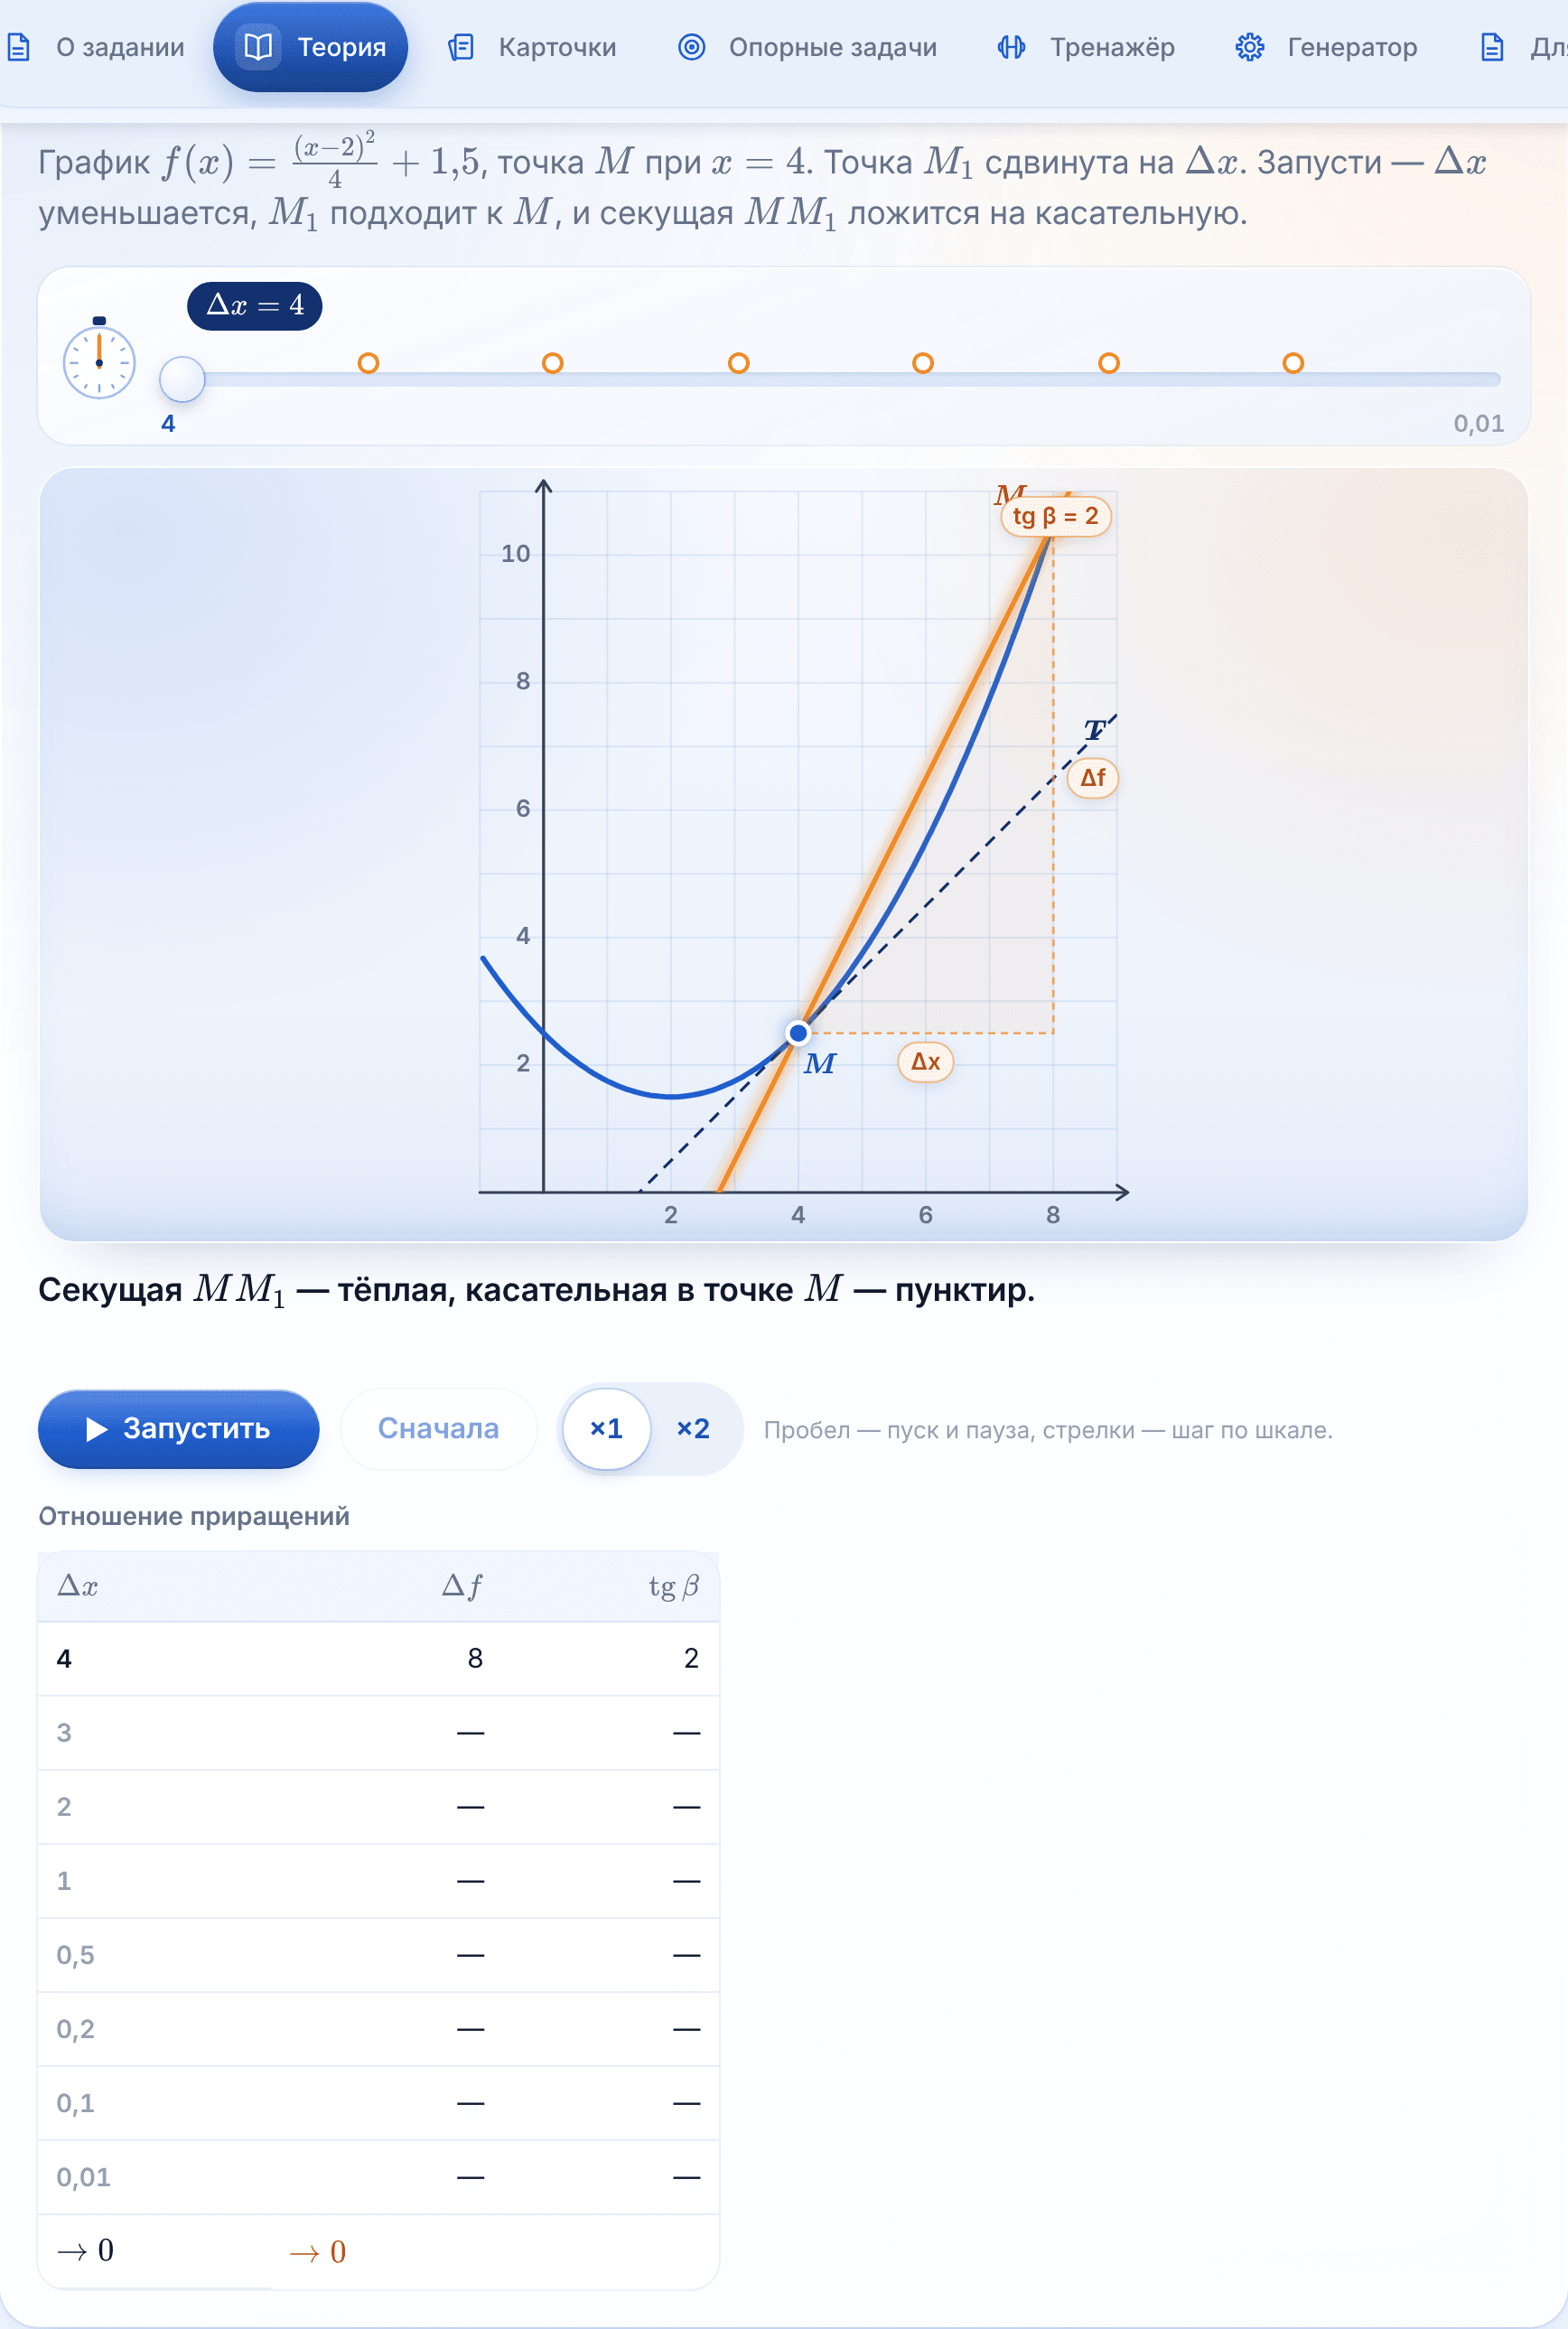 О задании Теория Карточки Опорные задачи Тренажёр Генератор
График f(x) = (x−2)²/4 + 1,5, точка M при x = 4. Точка M₁ сдвинута на Δx. Запусти — Δx
уменьшается, M₁ подходит к M, и секущая MM₁ ложится на касательную.
Δx = 4
4 0,01
M
tg β = 2
10
8
T
Δf
6
4
2
M
Δx
2 4 6 8
Секущая MM₁ — тёплая, касательная в точке M — пунктир.
Запустить Сначала ×1 ×2 Пробел — пуск и пауза, стрелки — шаг по шкале.
Отношение приращений
Δx Δf tg β
4 8 2
3 — —
2 — —
1 — —
0,5 — —
0,2 — —
0,1 — —
0,01 — —
→ 0 → 0